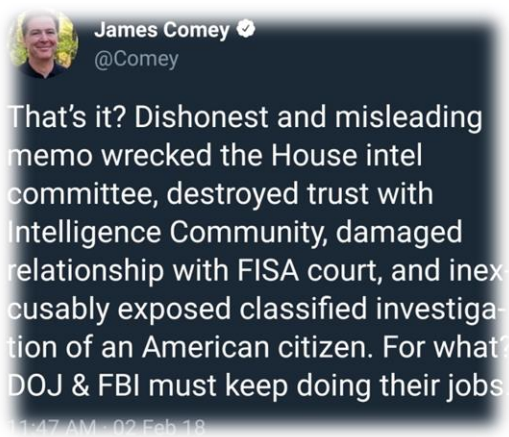 James Comey
@Comey
That's it? Dishonest and misleading
memo wrecked the House intel
committee, destroyed trust with
Intelligence Community, damaged
relationship with FISA court, and inex-
cusably exposed classified investiga-
tion of an American citizen. For what?
DOJ & FBI must keep doing their jobs.
11:47 AM · 02 Feb 18